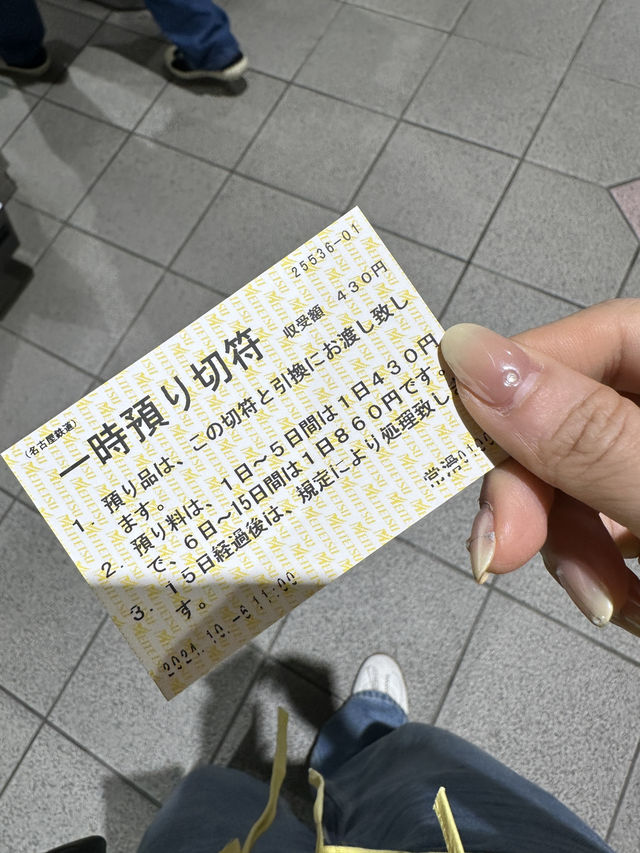 25536-01
(名古屋鉄道)
一時預り切符
収受額 430円
1. 預り品は、この切符と引換にお渡し致し
ます。
2. 預り料は、1日~5日間は1日430円
で、6日~15日間は1日860円です。
3. 15日経過後は、規定により処理致しま
す。
2024.10.-6 11:00
常滑